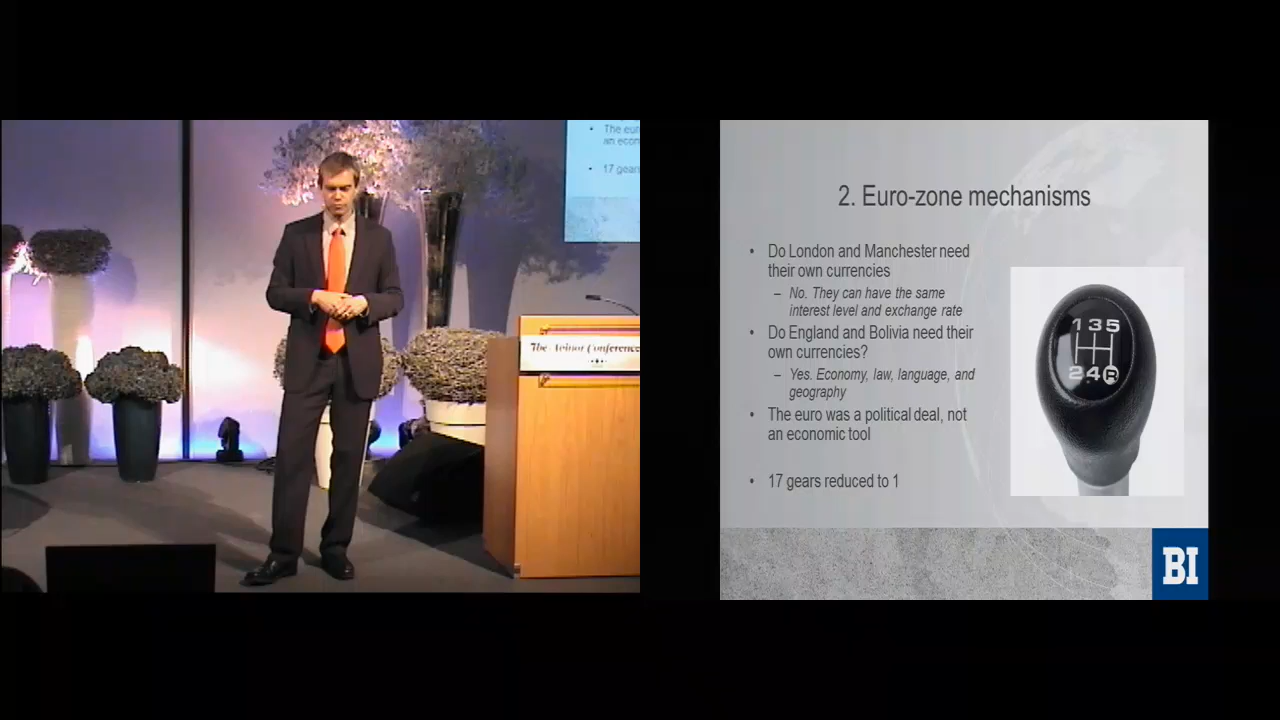 The eur
an econ
17 gears
The Avinor Conference
2. Euro-zone mechanisms
• Do London and Manchester need
their own currencies
– No. They can have the same
interest level and exchange rate
• Do England and Bolivia need their
own currencies?
– Yes. Economy, law, language, and
geography
• The euro was a political deal, not
an economic tool
• 17 gears reduced to 1
1 3 5
2 4 R
BI